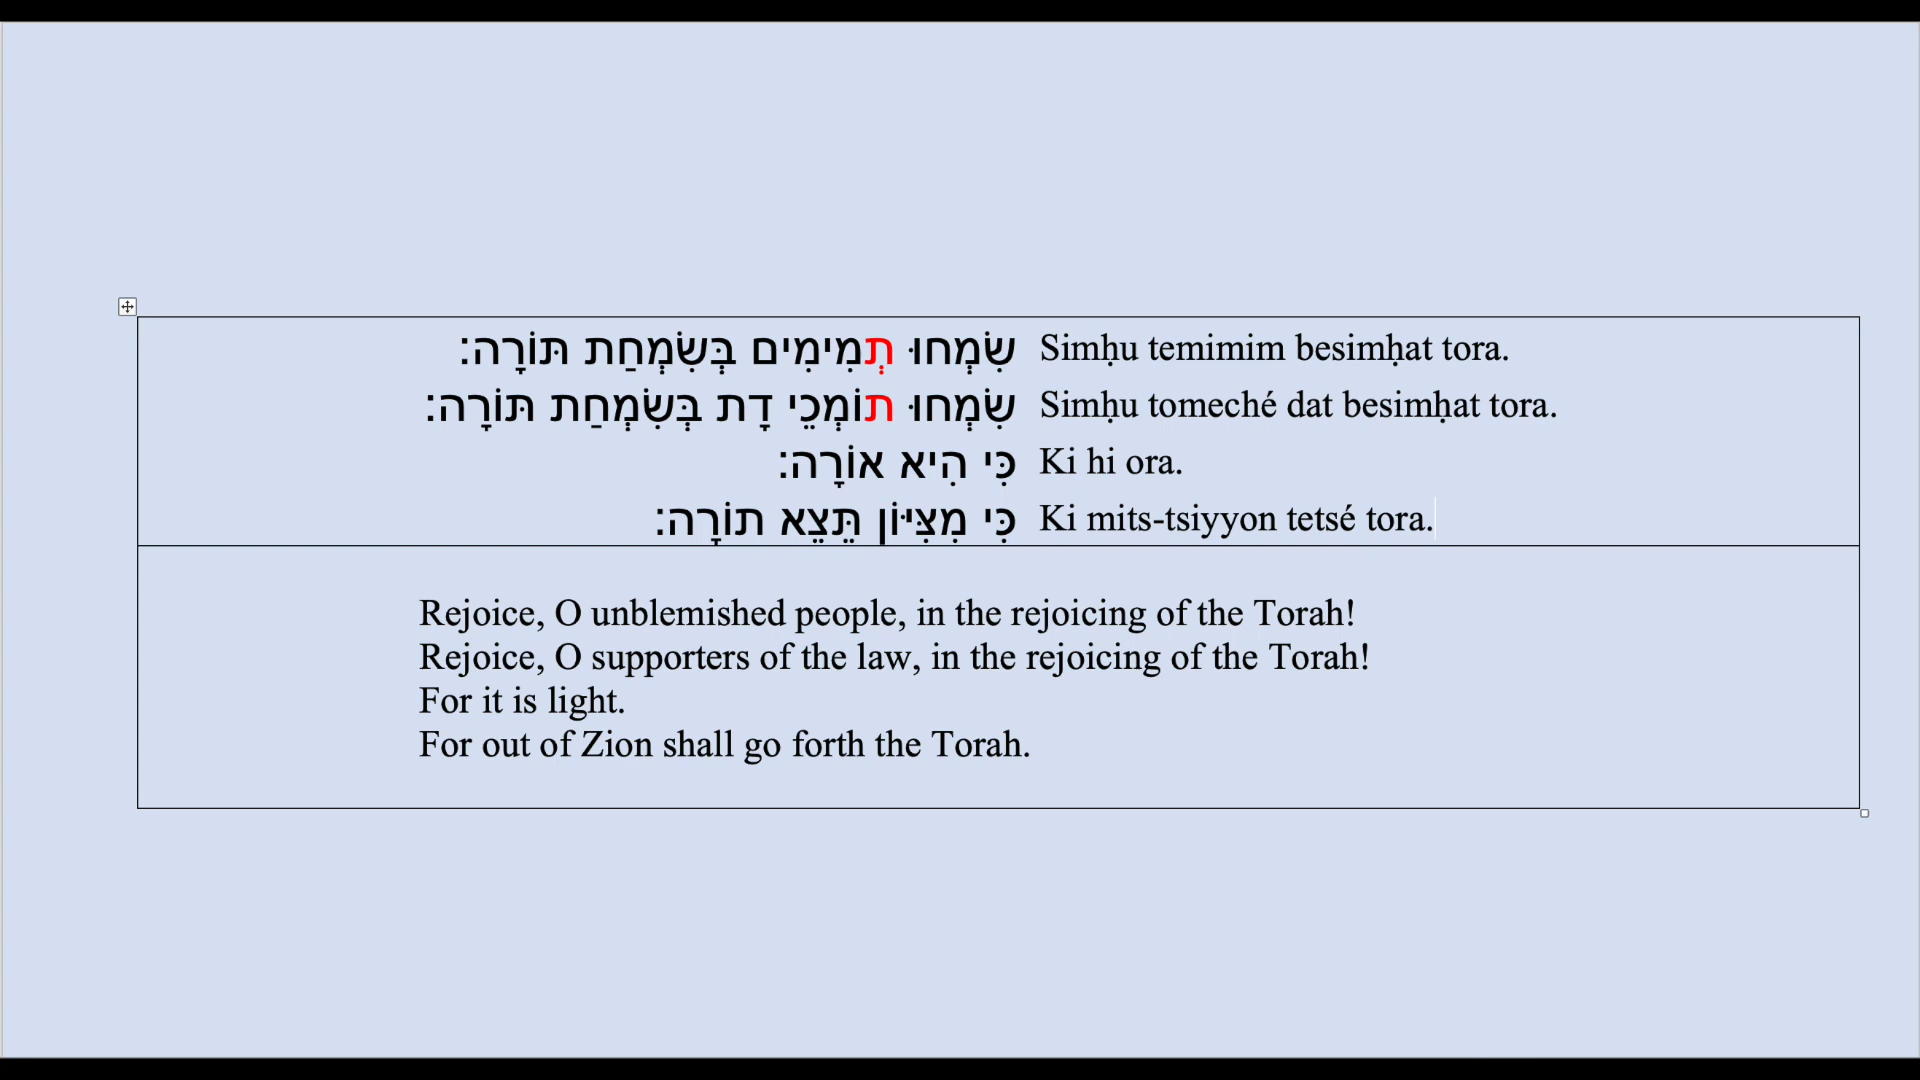 שִׂמְחוּ תְמִימִים בְּשִׂמְחַת תּוֹרָה: Simḥu temimim besimḥat tora.
שִׂמְחוּ תוֹמְכֵי דָת בְּשִׂמְחַת תּוֹרָה: Simḥu tomeché dat besimḥat tora.
כִּי הִיא אוֹרָה: Ki hi ora.
כִּי מִצִּיּוֹן תֵּצֵא תוֹרָה: Ki mits-tsiyyon tetsé tora.
Rejoice, O unblemished people, in the rejoicing of the Torah!
Rejoice, O supporters of the law, in the rejoicing of the Torah!
For it is light.
For out of Zion shall go forth the Torah.